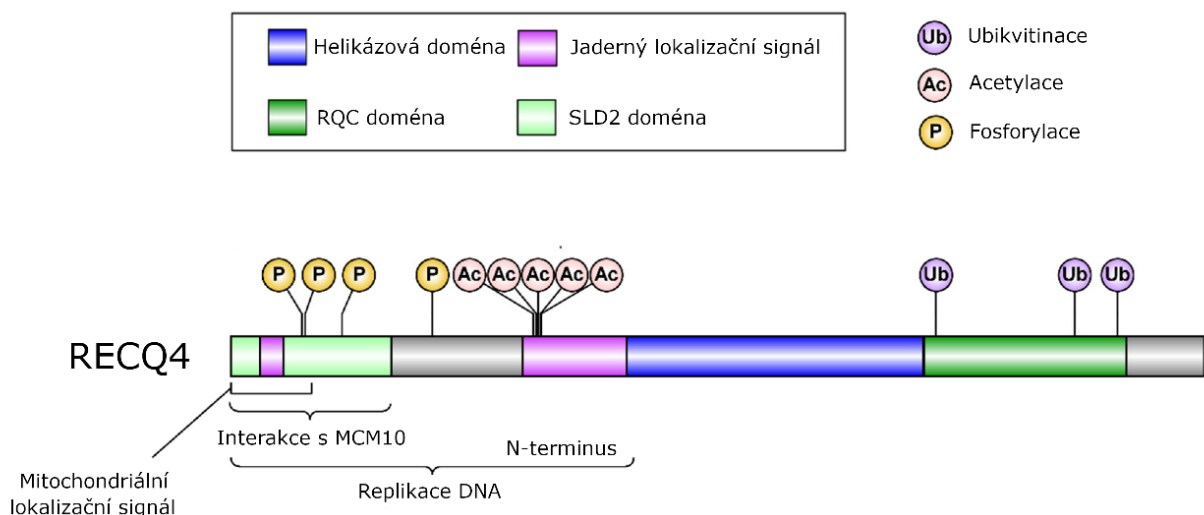 Helikázová doména
Jaderný lokalizační signál
RQC doména
SLD2 doména
Ub Ubikvitinace
Ac Acetylace
P Fosforylace
P P P P Ac Ac Ac Ac Ac Ub Ub Ub
RECQ4
Interakce s MCM10
N-terminus
Mitochondriální
lokalizační signál
Replikace DNA